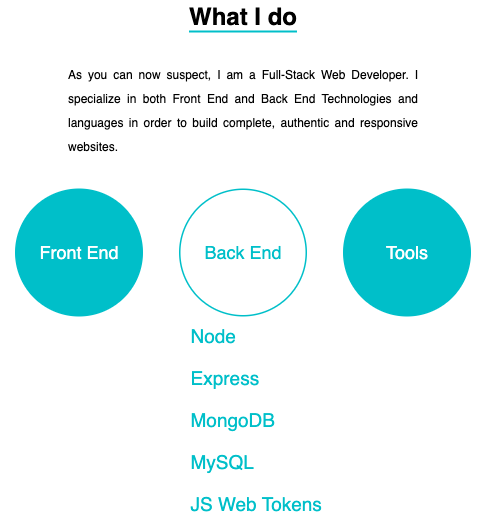 What I do
As you can now suspect, I am a Full-Stack Web Developer. I
specialize in both Front End and Back End Technologies and
languages in order to build complete, authentic and responsive
websites.
Front End
Back End
Tools
Node
Express
MongoDB
MySQL
JS Web Tokens